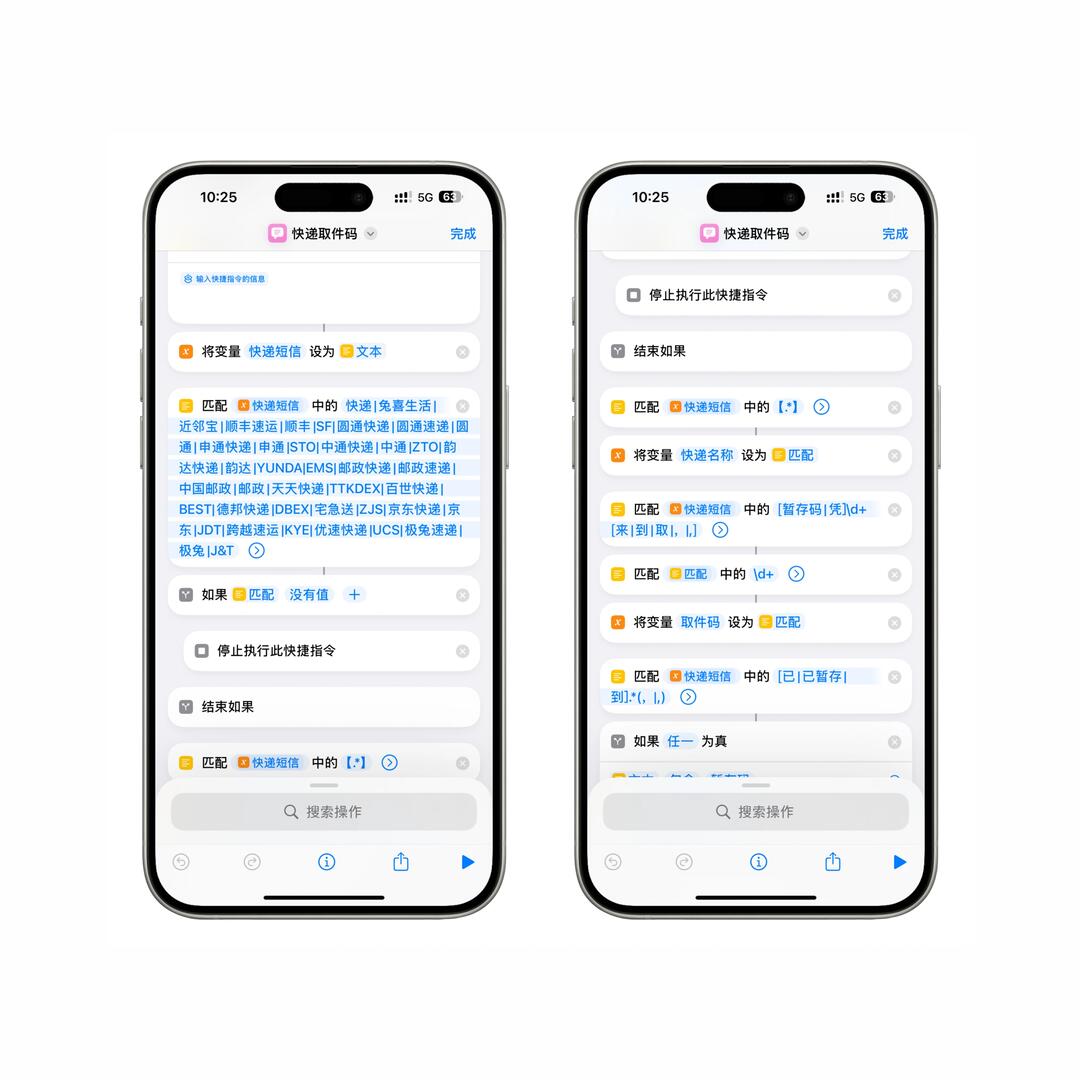 10:25
5G 63
快递取件码
完成
输入快捷指令的信息
将变量 快递短信 设为 文本
匹配 快递短信 中的 快递|兔喜生活|
近邻宝|顺丰速运|顺丰|SF|圆通快递|圆通速递|圆
通|申通快递|申通|STO|中通快递|中通|ZTO|韵
达快递|韵达|YUNDA|EMS|邮政快递|邮政速递|
中国邮政|邮政|天天快递|TTKDEX|百世快递|
BEST|德邦快递|DBEX|宅急送|ZJS|京东快递|京
东|JDT|跨越速运|KYE|优速快递|UCS|极兔速递|
极兔|J&T
如果 匹配 没有值
停止执行此快捷指令
结束如果
匹配 快递短信 中的 【.*】
搜索操作
10:25
5G 63
快递取件码
完成
停止执行此快捷指令
结束如果
匹配 快递短信 中的 【.*】
将变量 快递名称 设为 匹配
匹配 快递短信 中的 [暂存码|凭]\d+
[来|到|取|，|,]
匹配 匹配 中的 \d+
将变量 取件码 设为 匹配
匹配 快递短信 中的 [已|已暂存|
到].*(，|,)
如果 任一 为真
搜索操作